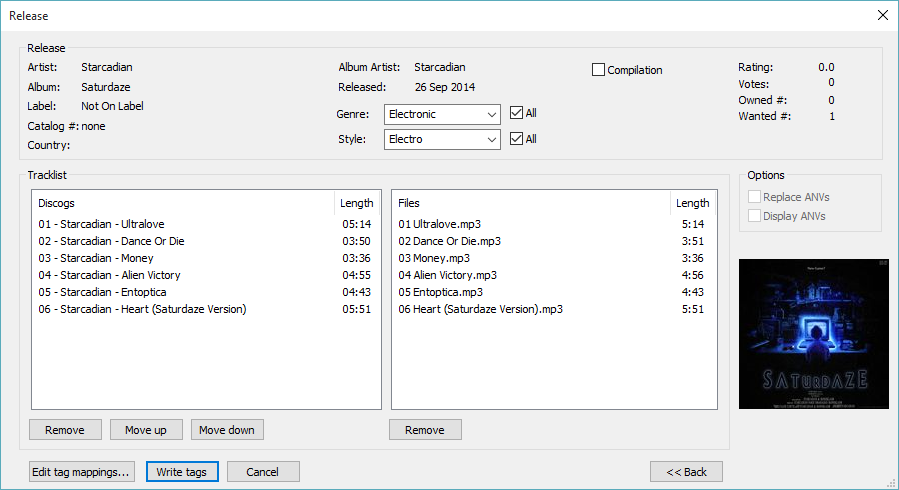 Release
Release
Artist: Starcadian
Album: Saturdaze
Label: Not On Label
Catalog #: none
Country:
Album Artist: Starcadian
Released: 26 Sep 2014
Genre: Electronic All
Style: Electro All
Compilation
Rating: 0.0
Votes: 0
Owned #: 0
Wanted #: 1
Tracklist
Discogs Length
01 - Starcadian - Ultralove 05:14
02 - Starcadian - Dance Or Die 03:50
03 - Starcadian - Money 03:36
04 - Starcadian - Alien Victory 04:55
05 - Starcadian - Entoptica 04:43
06 - Starcadian - Heart (Saturdaze Version) 05:51
Files Length
01 Ultralove.mp3 5:14
02 Dance Or Die.mp3 3:51
03 Money.mp3 3:36
04 Alien Victory.mp3 4:56
05 Entoptica.mp3 4:43
06 Heart (Saturdaze Version).mp3 5:51
Remove Move up Move down
Remove
Options
Replace ANVs
Display ANVs
SATURDAZE
Edit tag mappings... Write tags Cancel << Back